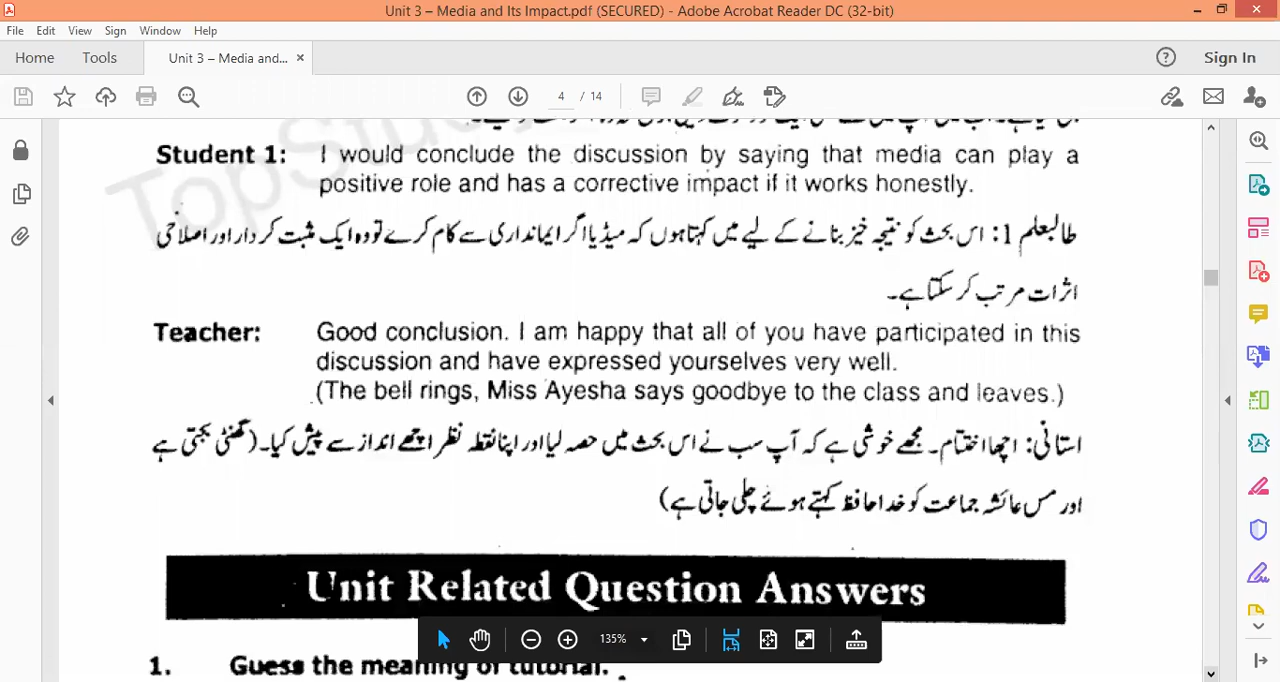 Unit 3 – Media and Its Impact.pdf (SECURED) - Adobe Acrobat Reader DC (32-bit)
File Edit View Sign Window Help
Home Tools Unit 3 – Media and... × Sign In
4 / 14
Student 1: I would conclude the discussion by saying that media can play a
positive role and has a corrective impact if it works honestly.
طالبعلم 1: اس بحث کو نتیجہ خیز بنانے کے لیے میں کہتا ہوں کہ میڈیا اگر ایمانداری سے کام کرے تو وہ ایک مثبت کردار اور اصلاحی
اثرات مرتب کر سکتا ہے۔
Teacher: Good conclusion. I am happy that all of you have participated in this
discussion and have expressed yourselves very well.
(The bell rings, Miss Ayesha says goodbye to the class and leaves.)
استانی: اچھا اختتام۔ مجھے خوشی ہے کہ آپ سب نے اس بحث میں حصہ لیا اور اپنا نقطہ نظر اچھے انداز سے پیش کیا۔ (گھنٹی بجتی ہے
اور مس عائشہ جماعت کو خدا حافظ کہتے ہوئے چلی جاتی ہے)
Unit Related Question Answers
135%
1. Guess the meaning of tutorial.